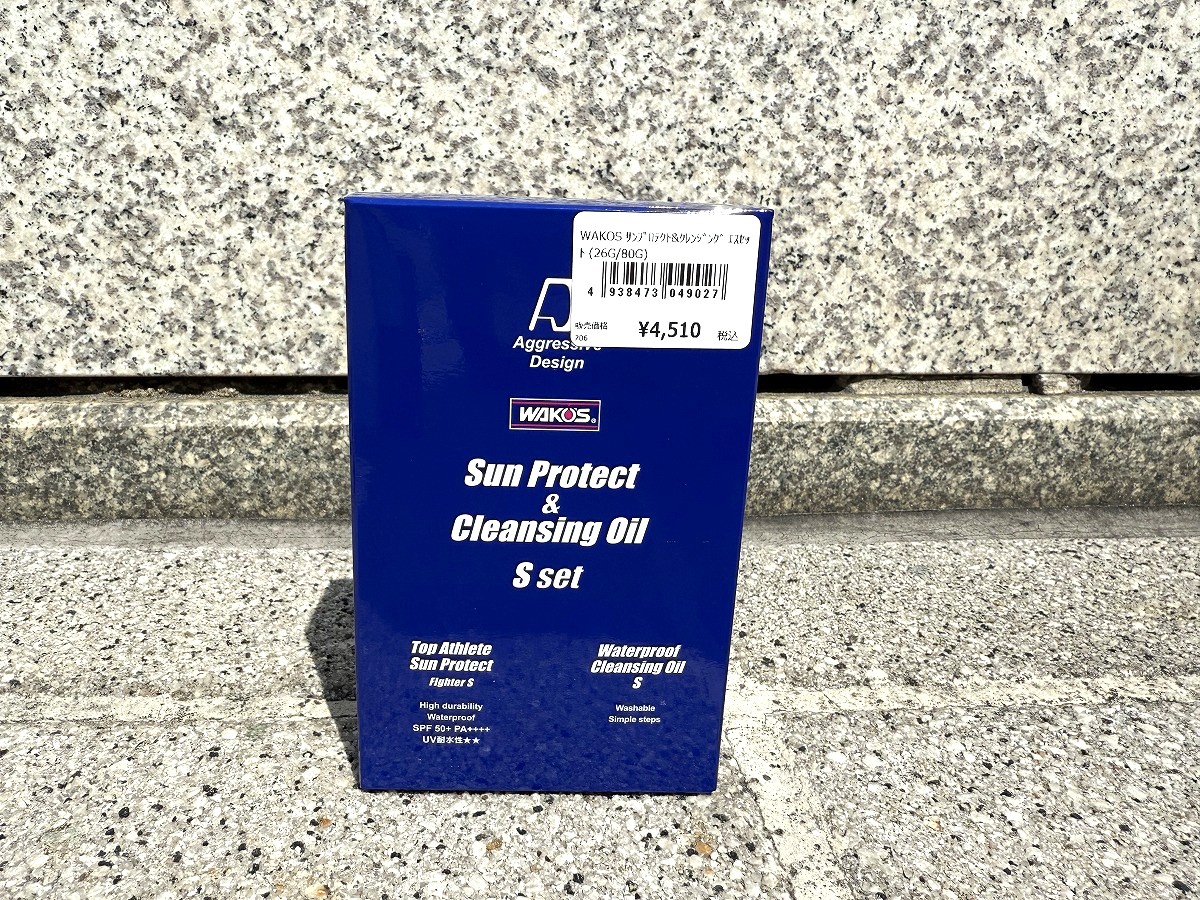 WAKOS ｻﾝﾌﾟﾛﾃｸﾄ&ｸﾚﾝｼﾞﾝｸﾞ ｴｽｾｯ
ﾄ (26G/80G)
4 938473 049027
販売価格 ¥4,510 税込
206
Aggressive
Design
WAKO'S
Sun Protect
&
Cleansing Oil
S set
Top Athlete
Sun Protect
Fighter S
High durability
Waterproof
SPF 50+ PA++++
UV耐水性★★
Waterproof
Cleansing Oil
S
Washable
Simple steps